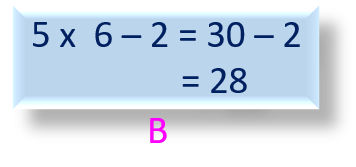 5 x 6 – 2 = 30 – 2
= 28
B